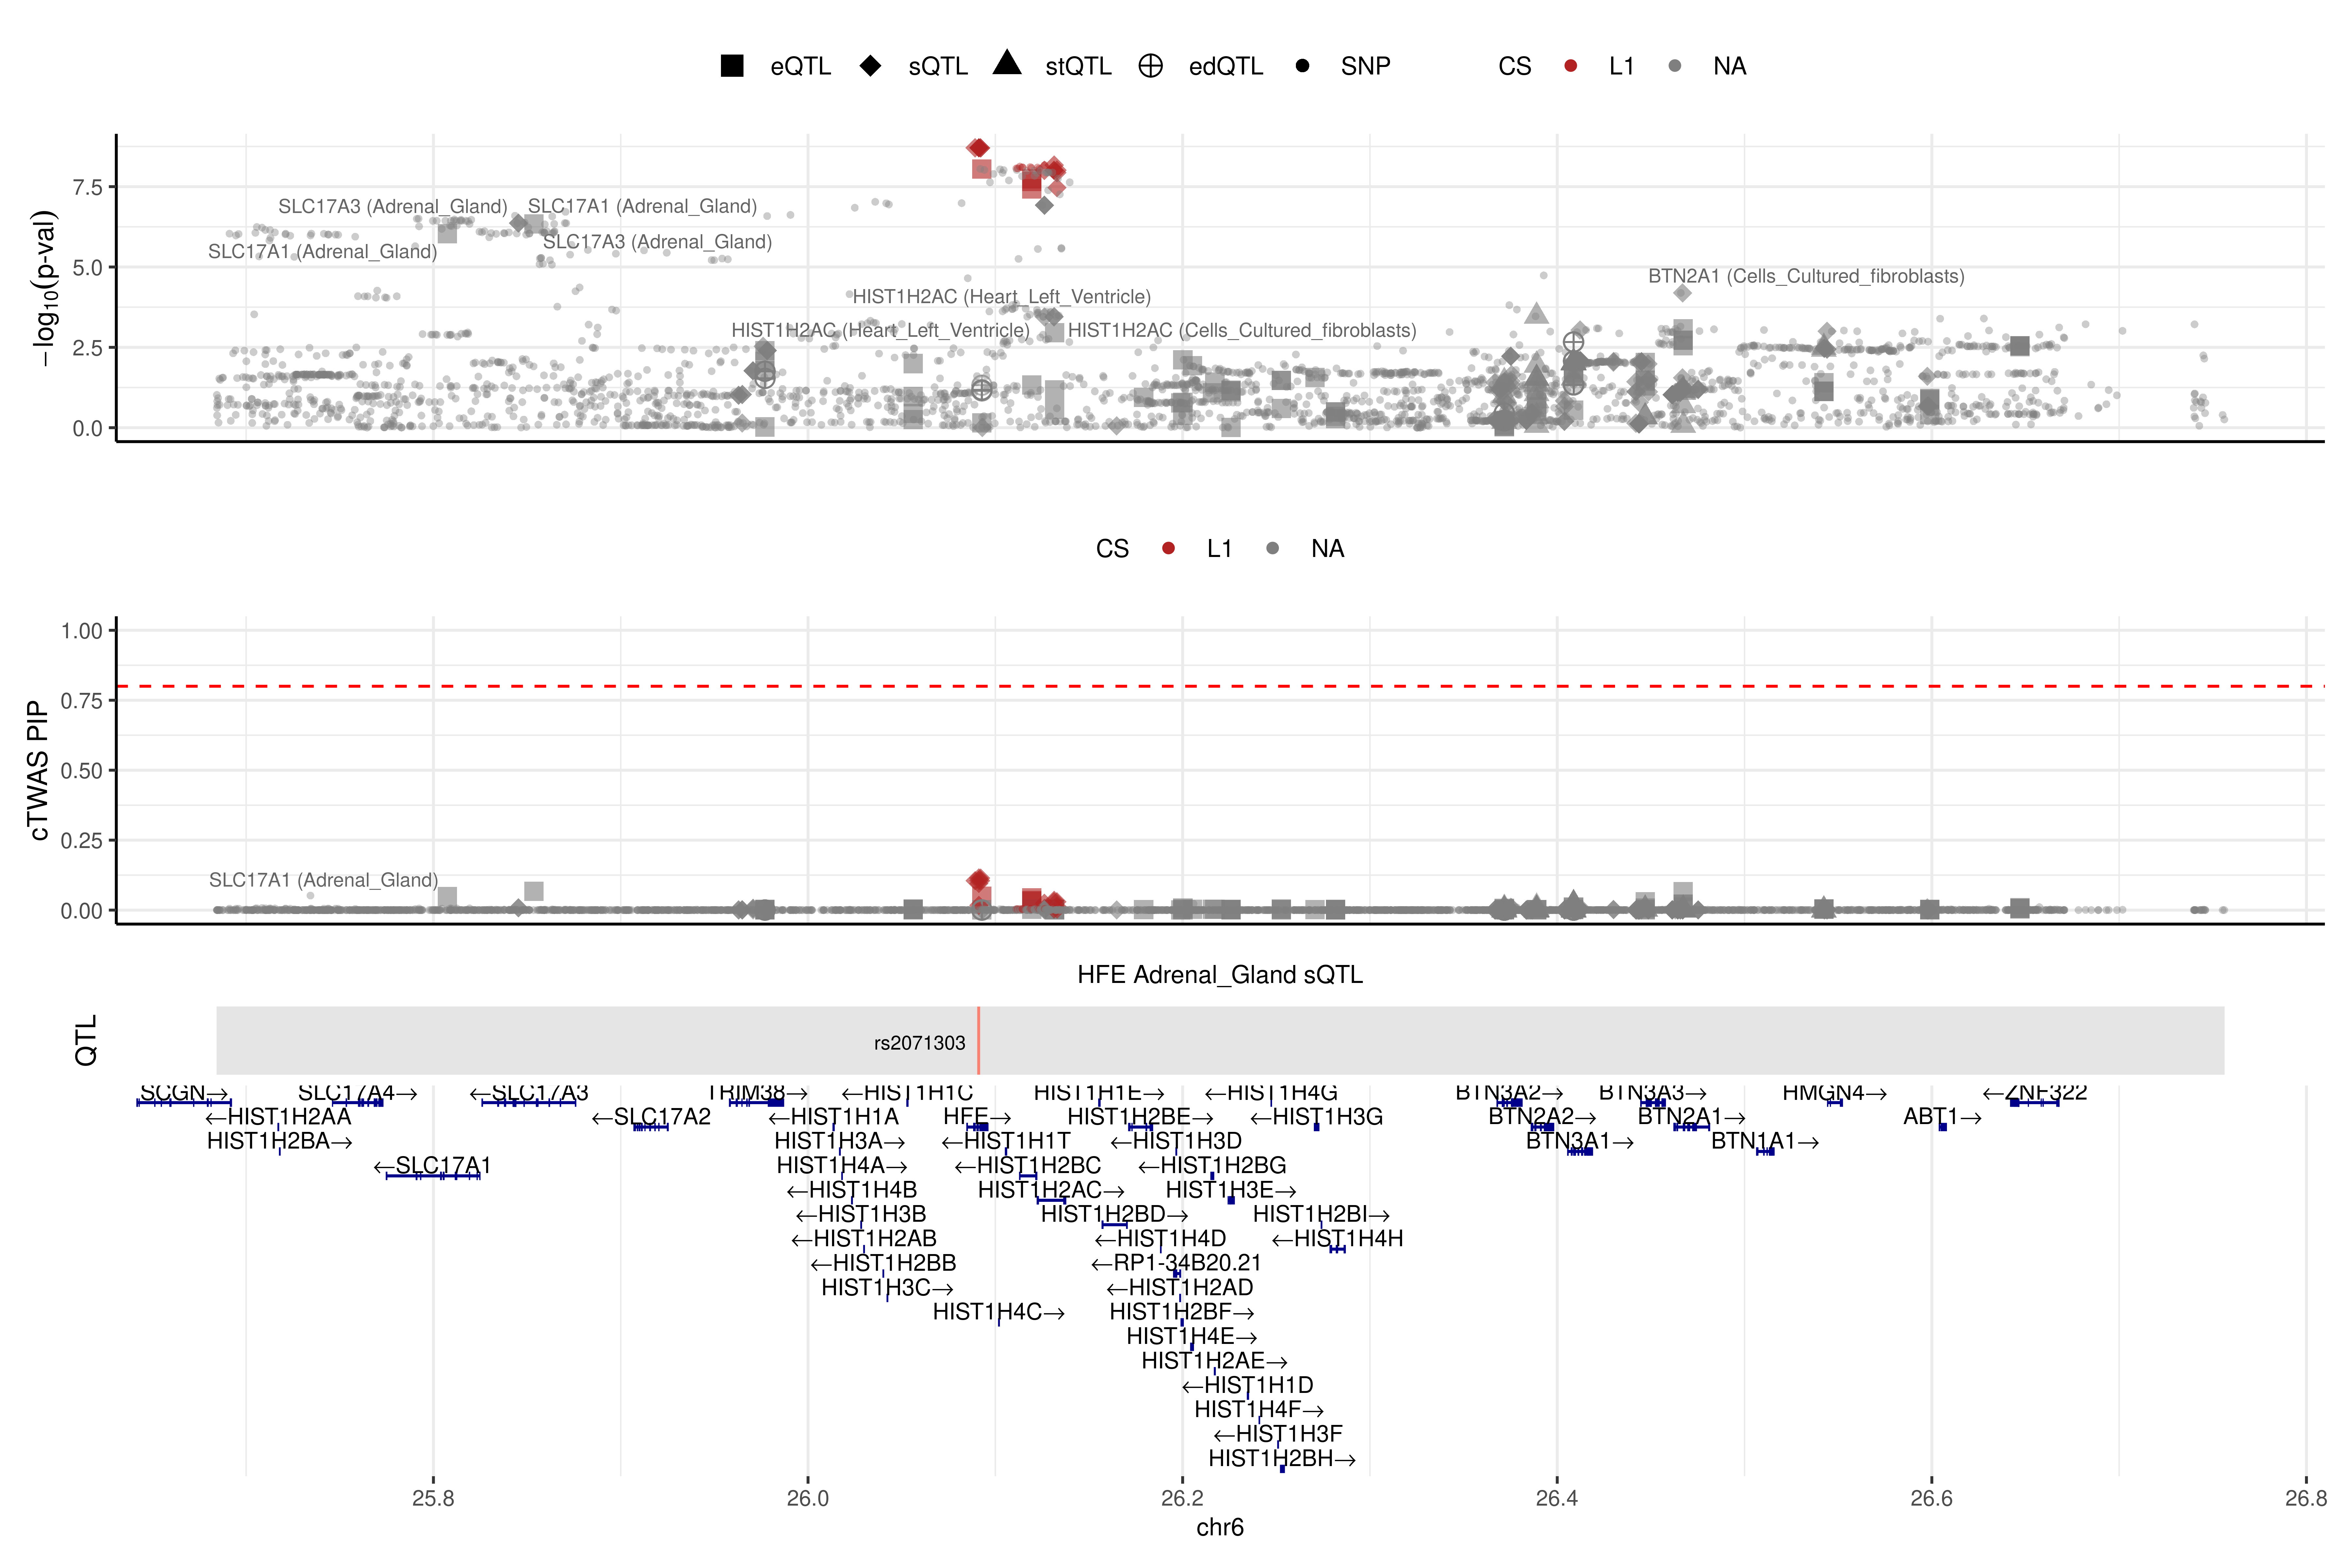 eQTL sQTL stQTL edQTL SNP CS L1 NA
−log10(p-val)
7.5
5.0
2.5
0.0
SLC17A3 (Adrenal_Gland)
SLC17A1 (Adrenal_Gland)
SLC17A1 (Adrenal_Gland)
SLC17A3 (Adrenal_Gland)
BTN2A1 (Cells_Cultured_fibroblasts)
HIST1H2AC (Heart_Left_Ventricle)
HIST1H2AC (Heart_Left_Ventricle)
HIST1H2AC (Cells_Cultured_fibroblasts)
CS L1 NA
cTWAS PIP
1.00
0.75
0.50
0.25
0.00
SLC17A1 (Adrenal_Gland)
HFE Adrenal_Gland sQTL
QTL
rs2071303
SCGN→ SLC17A4→ ←SLC17A3 TRIM38→ ←HIST1H1C HIST1H1E→ ←HIST1H4G BTN3A2→ BTN3A3→ HMGN4→ ←ZNF322
←HIST1H2AA ←SLC17A2 ←HIST1H1A HFE→ HIST1H2BE→ ←HIST1H3G BTN2A2→ BTN2A1→ ABT1→
HIST1H2BA→ HIST1H3A→ ←HIST1H1T ←HIST1H3D BTN3A1→ BTN1A1→
←SLC17A1 HIST1H4A→ ←HIST1H2BC ←HIST1H2BG
←HIST1H4B HIST1H2AC→ HIST1H3E→
←HIST1H3B HIST1H2BD→ HIST1H2BI→
←HIST1H2AB ←HIST1H4D ←HIST1H4H
←HIST1H2BB ←RP1-34B20.21
HIST1H3C→ ←HIST1H2AD
HIST1H4C→ HIST1H2BF→
HIST1H4E→
HIST1H2AE→
←HIST1H1D
HIST1H4F→
←HIST1H3F
HIST1H2BH→
25.8 26.0 26.2 26.4 26.6 26.8
chr6